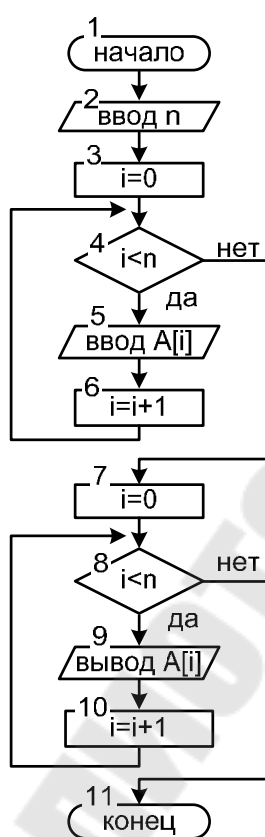 1
начало
2
ввод n
3
i=0
4
i<n
нет
да
5
ввод A[i]
6
i=i+1
7
i=0
8
i<n
нет
да
9
вывод A[i]
10
i=i+1
11
конец